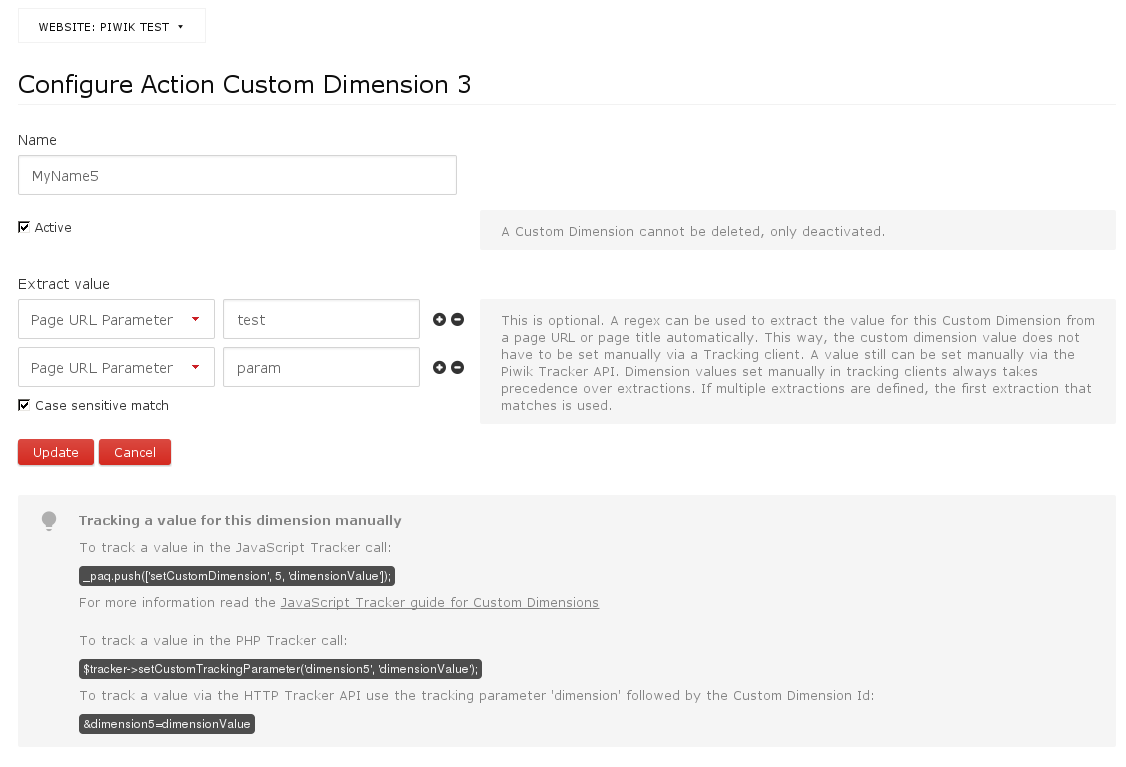 WEBSITE: PIWIK TEST
Configure Action Custom Dimension 3
Name
MyName5
Active
A Custom Dimension cannot be deleted, only deactivated.
Extract value
Page URL Parameter test
Page URL Parameter param
Case sensitive match
This is optional. A regex can be used to extract the value for this Custom Dimension from
a page URL or page title automatically. This way, the custom dimension value does not
have to be set manually via a Tracking client. A value still can be set manually via the
Piwik Tracker API. Dimension values set manually in tracking clients always takes
precedence over extractions. If multiple extractions are defined, the first extraction that
matches is used.
Update Cancel
Tracking a value for this dimension manually
To track a value in the JavaScript Tracker call:
_paq.push(['setCustomDimension', 5, 'dimensionValue']);
For more information read the JavaScript Tracker guide for Custom Dimensions
To track a value in the PHP Tracker call:
$tracker->setCustomTrackingParameter('dimension5', 'dimensionValue');
To track a value via the HTTP Tracker API use the tracking parameter 'dimension' followed by the Custom Dimension Id:
&dimension5=dimensionValue